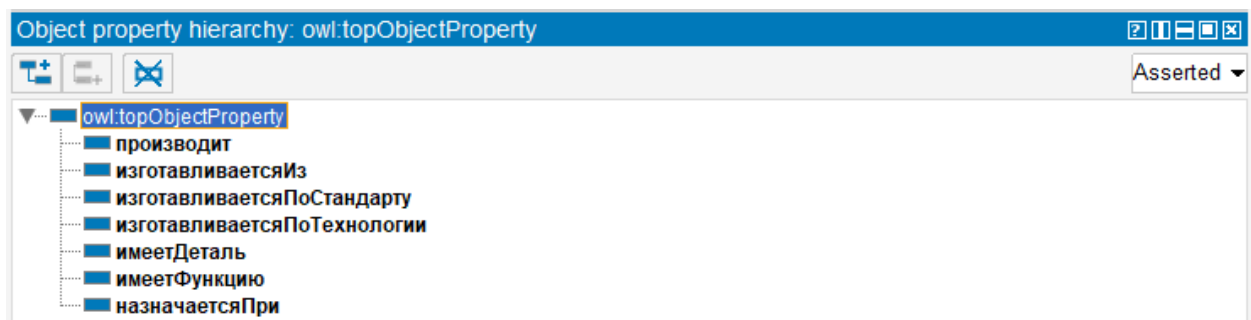 Object property hierarchy: owl:topObjectProperty
Asserted
owl:topObjectProperty
производит
изготавливаетсяИз
изготавливаетсяПоСтандарту
изготавливаетсяПоТехнологии
имеетДеталь
имеетФункцию
назначаетсяПри